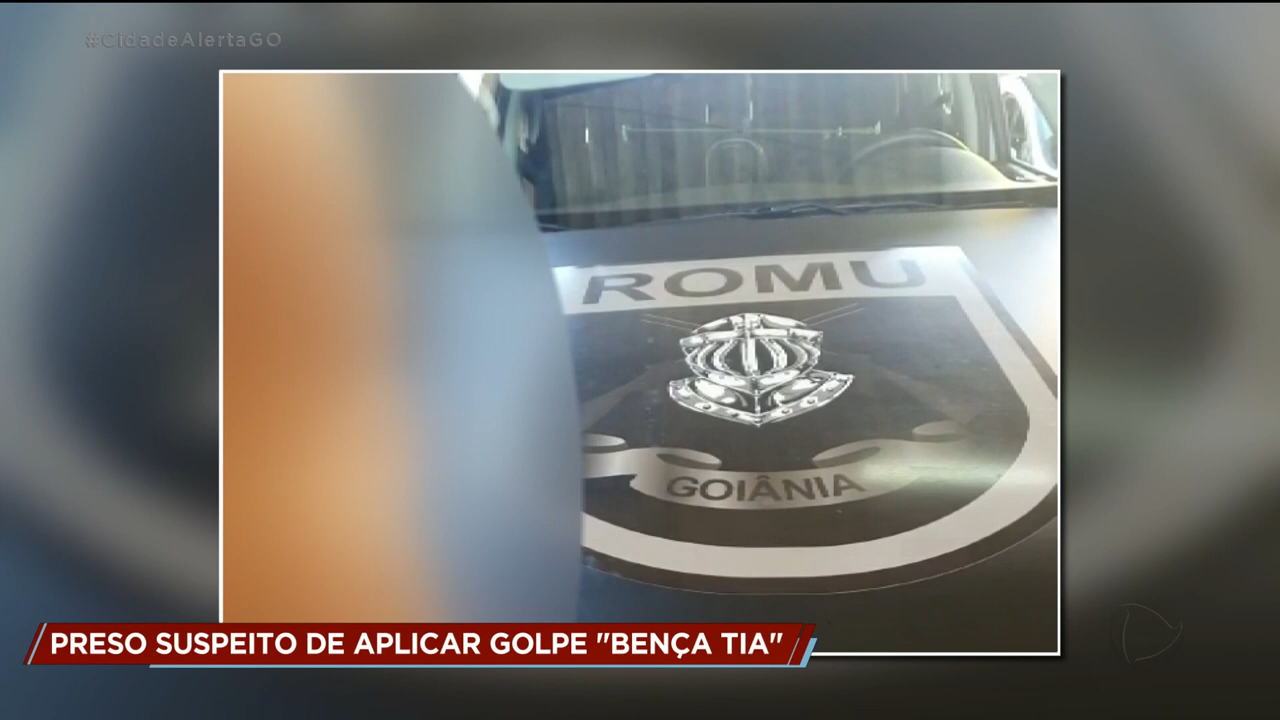 #CidadeAlertaGO
ROMU
GOIÂNIA
PRESO SUSPEITO DE APLICAR GOLPE "BENÇA TIA"